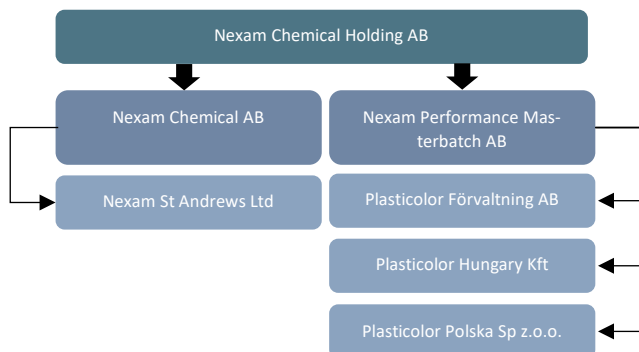 Nexam Chemical Holding AB
Nexam Chemical AB
Nexam Performance Mas-
terbatch AB
Nexam St Andrews Ltd
Plasticolor Förvaltning AB
Plasticolor Hungary Kft
Plasticolor Polska Sp z.o.o.